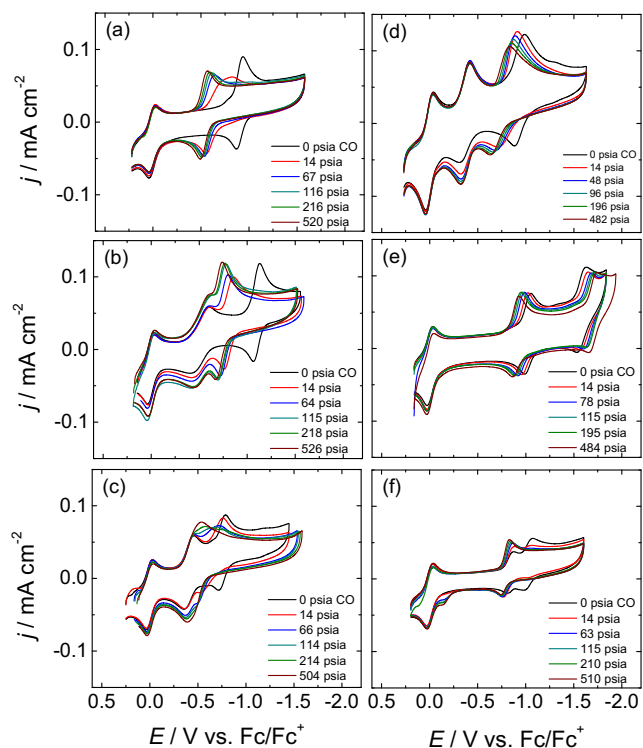 (a)
0.1
0.0
-0.1
j / mA cm-2
0 psia CO
14 psia
67 psia
116 psia
216 psia
520 psia
(b)
0.1
0.0
-0.1
j / mA cm-2
0 psia CO
14 psia
64 psia
115 psia
218 psia
526 psia
(c)
0.1
0.0
-0.1
j / mA cm-2
0 psia CO
14 psia
66 psia
114 psia
214 psia
504 psia
0.5 0.0 -0.5 -1.0 -1.5
E / V vs. Fc/Fc+
(d)
0 psia CO
14 psia
48 psia
96 psia
196 psia
482 psia
(e)
0 psia CO
14 psia
78 psia
115 psia
195 psia
484 psia
(f)
0 psia CO
14 psia
63 psia
115 psia
210 psia
510 psia
0.5 0.0 -0.5 -1.0 -1.5 -2.0
E / V vs. Fc/Fc+